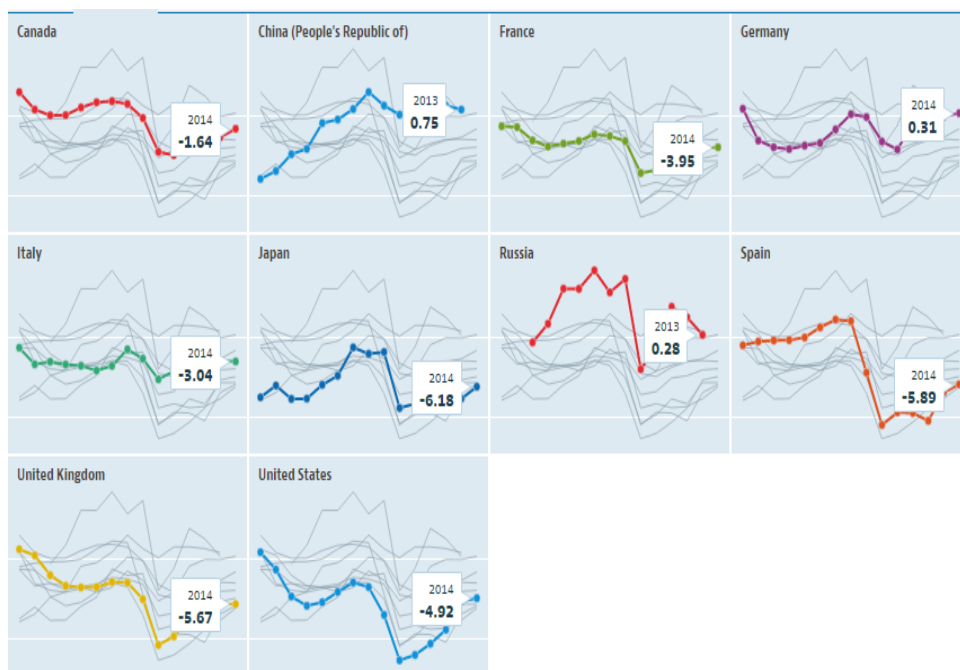 Canada
2014
-1.64
China (People's Republic of)
2013
0.75
France
2014
-3.95
Germany
2014
0.31
Italy
2014
-3.04
Japan
2014
-6.18
Russia
2013
0.28
Spain
2014
-5.89
United Kingdom
2014
-5.67
United States
2014
-4.92